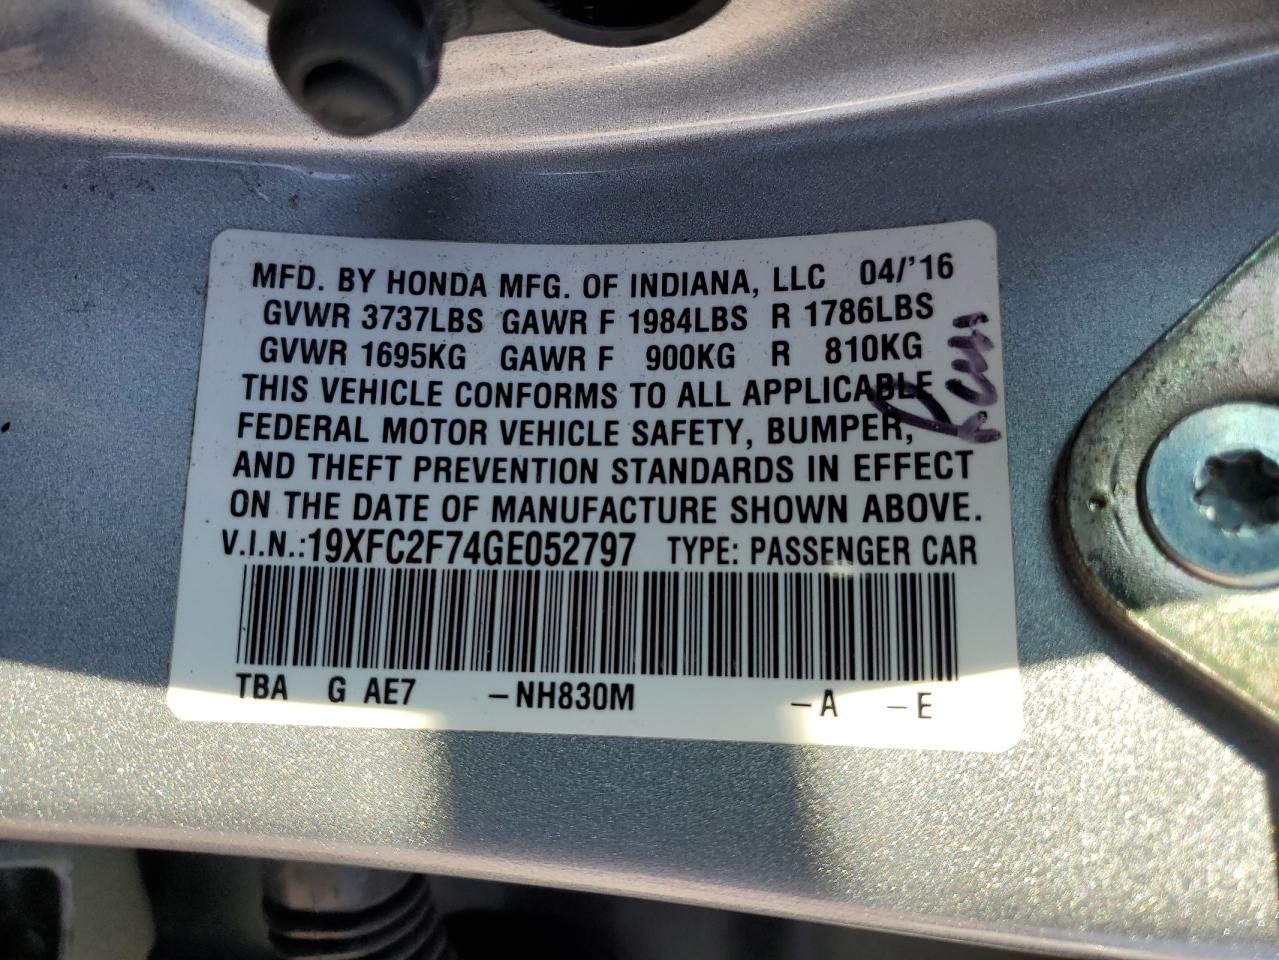 MFD. BY HONDA MFG. OF INDIANA, LLC 04/'16
GVWR 3737LBS GAWR F 1984LBS R 1786LBS
GVWR 1695KG GAWR F 900KG R 810KG
THIS VEHICLE CONFORMS TO ALL APPLICABLE
FEDERAL MOTOR VEHICLE SAFETY, BUMPER,
AND THEFT PREVENTION STANDARDS IN EFFECT
ON THE DATE OF MANUFACTURE SHOWN ABOVE.
V.I.N.:19XFC2F74GE052797 TYPE: PASSENGER CAR
TBA G AE7 –NH830M –A –E